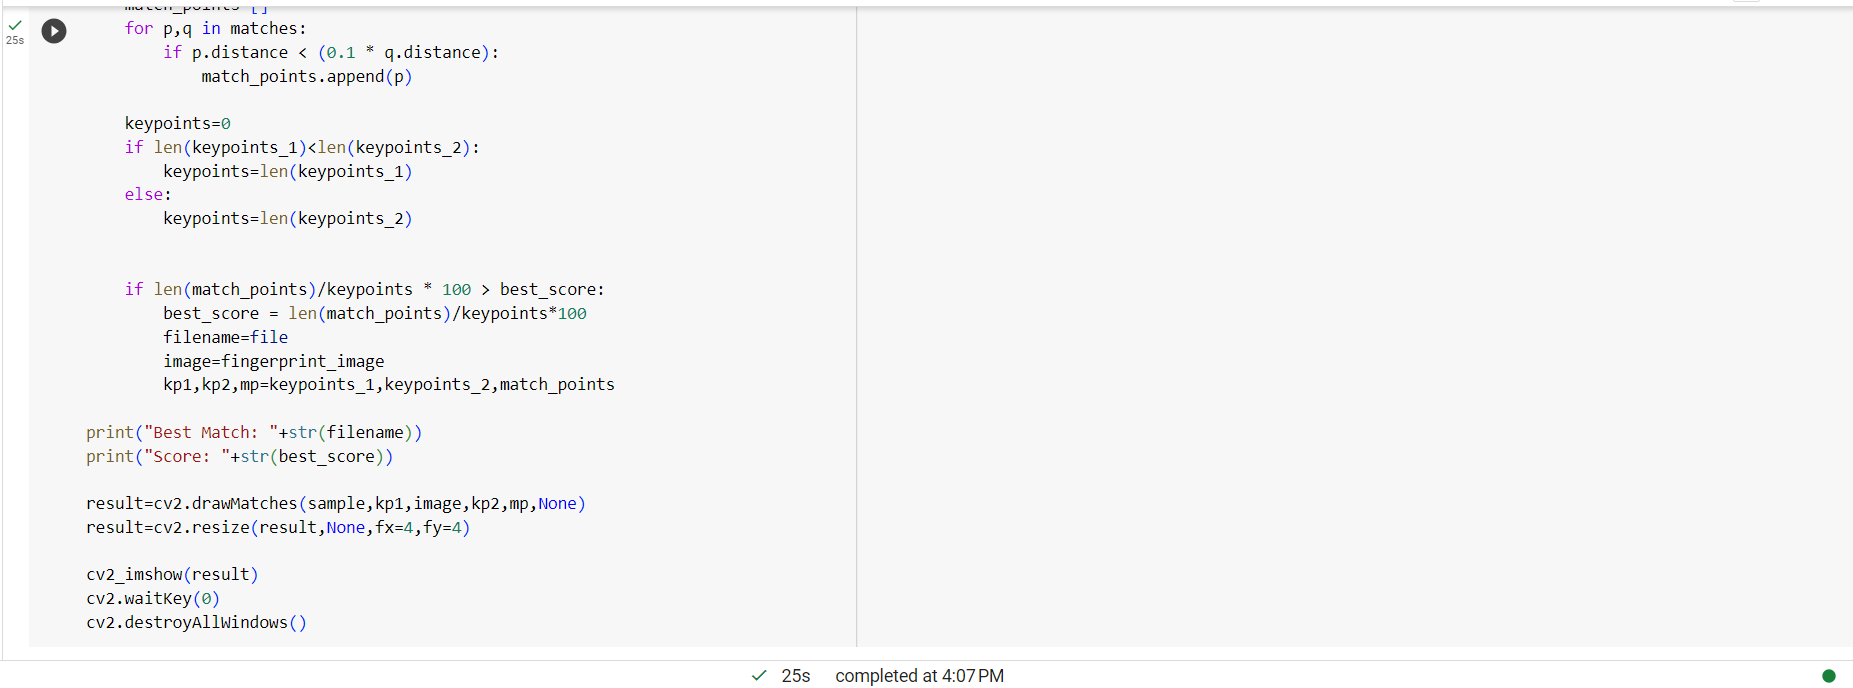 match_points []
for p,q in matches:
25s
if p.distance < (0.1 * q.distance):
match_points.append(p)
keypoints=0
if len(keypoints_1)<len(keypoints_2):
keypoints=len(keypoints_1)
else:
keypoints=len(keypoints_2)
if len(match_points)/keypoints * 100 > best_score:
best_score = len(match_points)/keypoints*100
filename=file
image=fingerprint_image
kp1,kp2,mp=keypoints_1,keypoints_2,match_points
print("Best Match: "+str(filename))
print("Score: "+str(best_score))
result=cv2.drawMatches(sample,kp1,image,kp2,mp,None)
result=cv2.resize(result,None,fx=4,fy=4)
cv2_imshow(result)
cv2.waitKey(0)
cv2.destroyAllWindows()
25s completed at 4:07 PM